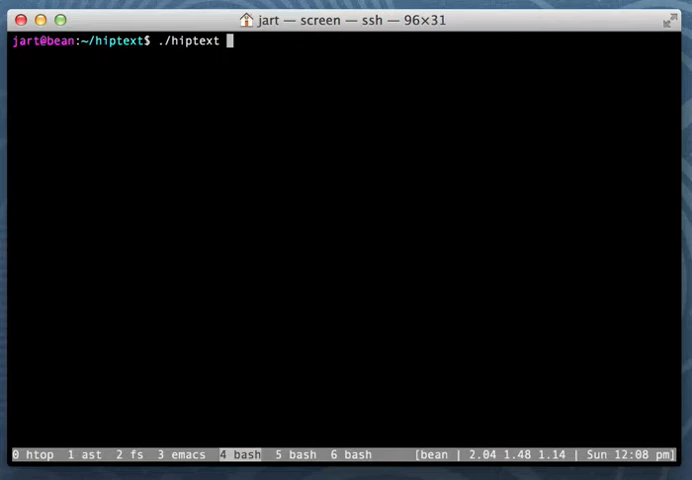 jart — screen — ssh — 96×31
jart@bean:~/hiptext$ ./hiptext
0 htop 1 ast 2 fs 3 emacs 4 bash 5 bash 6 bash [bean | 2.04 1.48 1.14 | Sun 12:08 pm]